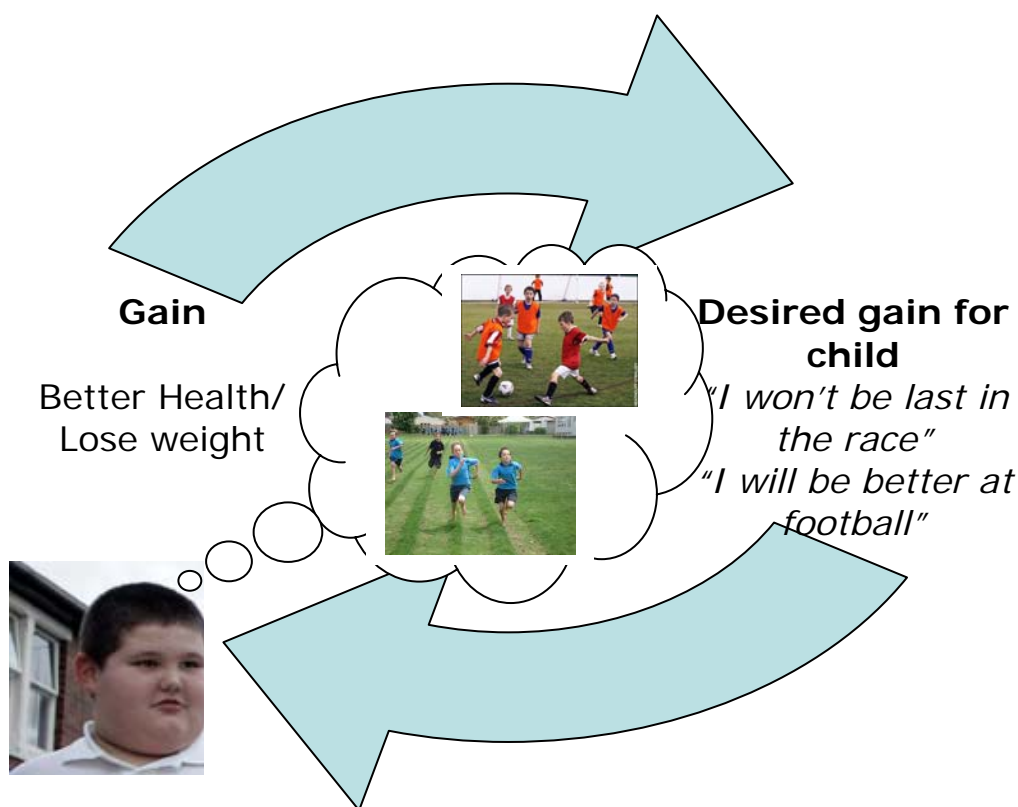 Gain
Better Health/
Lose weight
Desired gain for
child
“I won't be last in
the race”
“I will be better at
football”